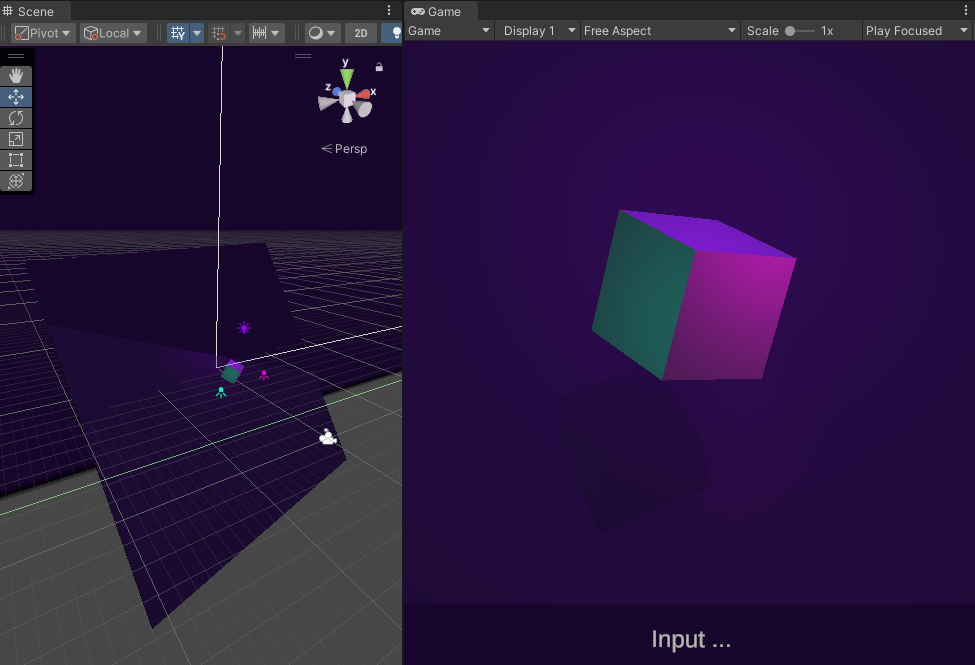 Scene
Pivot
Local
2D
y
z
x
Persp
Game
Game
Display 1
Free Aspect
Scale
1x
Play Focused
Input ...